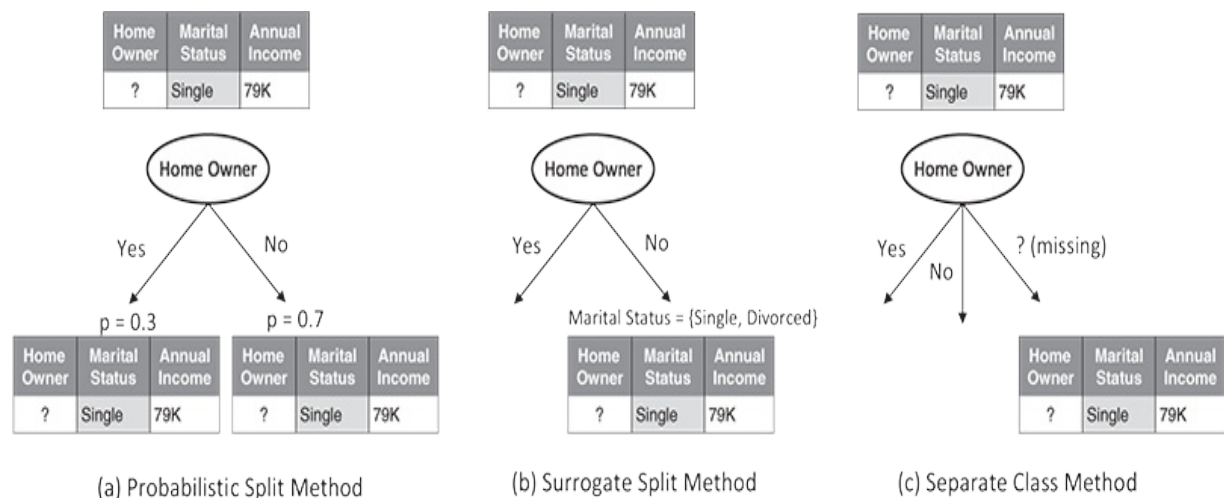 Home Owner Marital Status Annual Income
? Single 79K
Home Owner
Yes
No
p = 0.3
p = 0.7
Home Owner Marital Status Annual Income
? Single 79K
Home Owner Marital Status Annual Income
? Single 79K
(a) Probabilistic Split Method
Home Owner Marital Status Annual Income
? Single 79K
Home Owner
Yes
No
Marital Status = {Single, Divorced}
Home Owner Marital Status Annual Income
? Single 79K
(b) Surrogate Split Method
Home Owner Marital Status Annual Income
? Single 79K
Home Owner
Yes
No
? (missing)
Home Owner Marital Status Annual Income
? Single 79K
(c) Separate Class Method